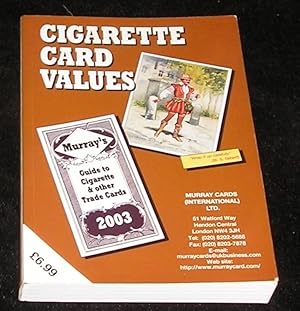 CIGARETTE
CARD
VALUES
Murray's
Guide to
Cigarette
& other
Trade Cards
2003
£6.99
MURRAY CARDS
(INTERNATIONAL)
LTD.
51 Watford Way
Hendon Central
London NW4 3JH
Tel: (020) 8202-5688
Fax: (020) 8203-7878
E-mail:
murraycards@ukbusiness.com
Web site:
http://www.murraycard.com/